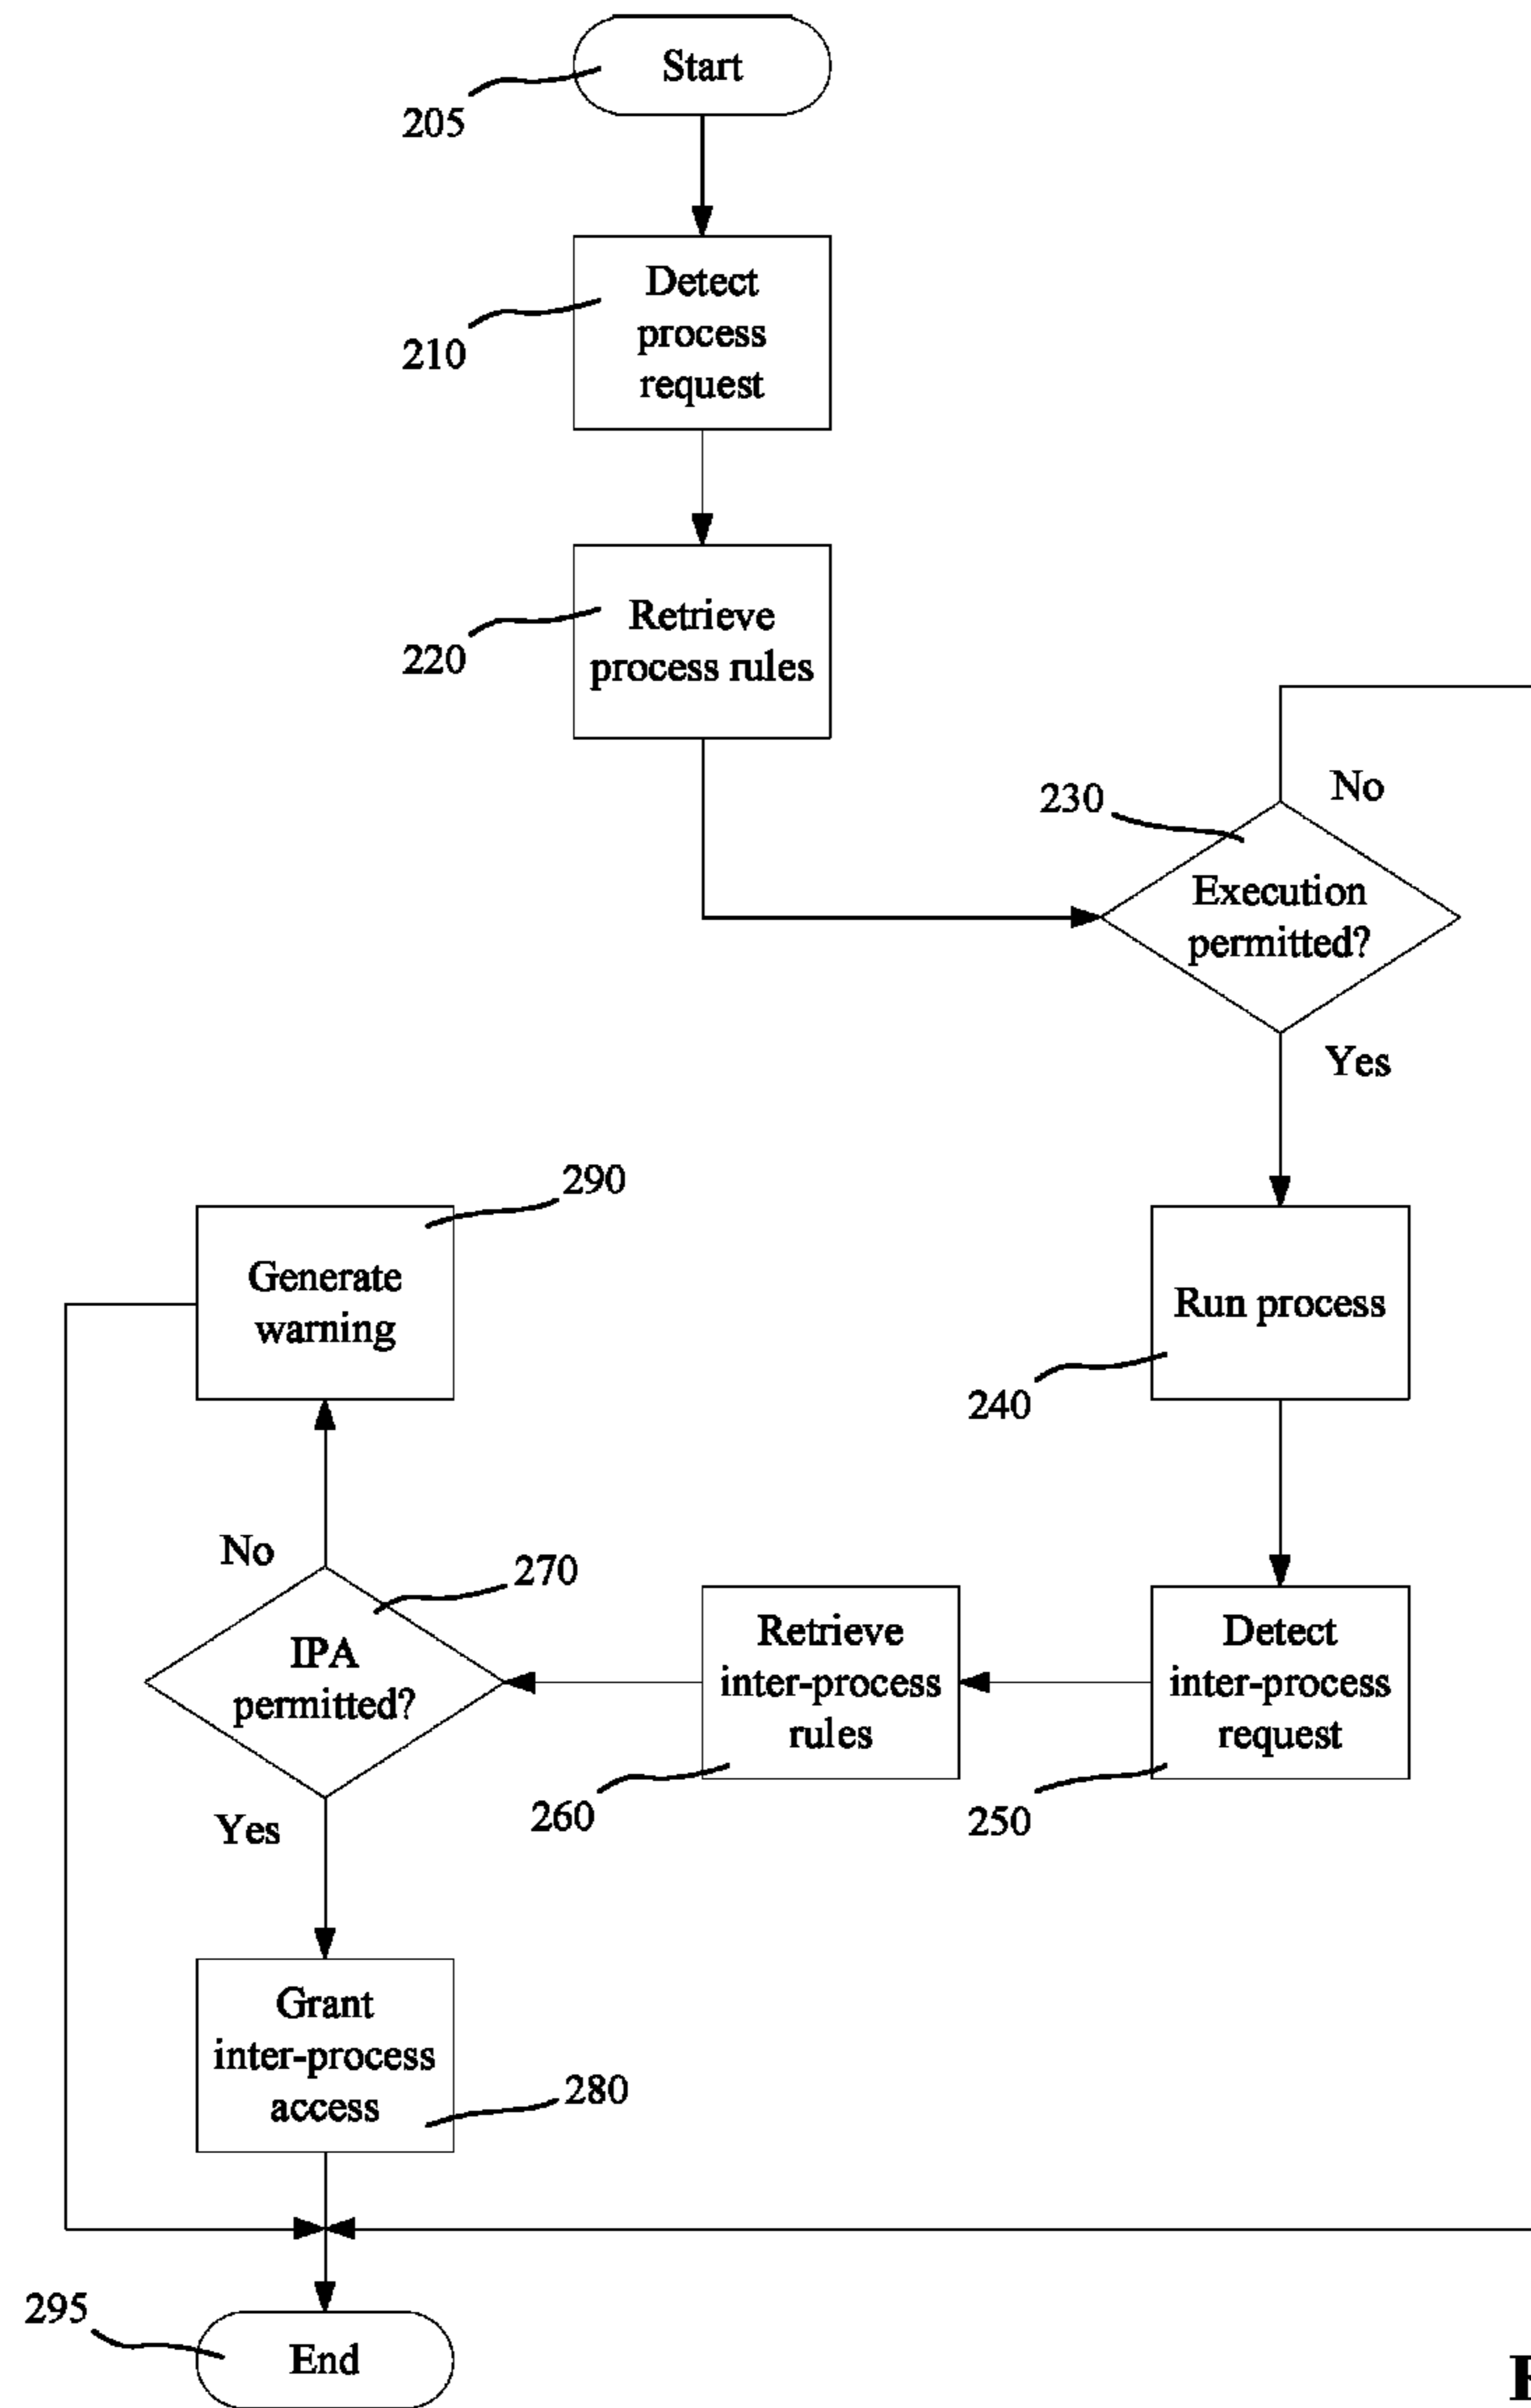 Start
205
Detect
process
request
210
Retrieve
process rules
220
No
230
Execution
permitted?
Yes
290
Generate
warning
Run process
240
No
270
IPA
permitted?
Retrieve
inter-process
rules
Detect
inter-process
request
260
250
Yes
Grant
inter-process
access
280
295
End